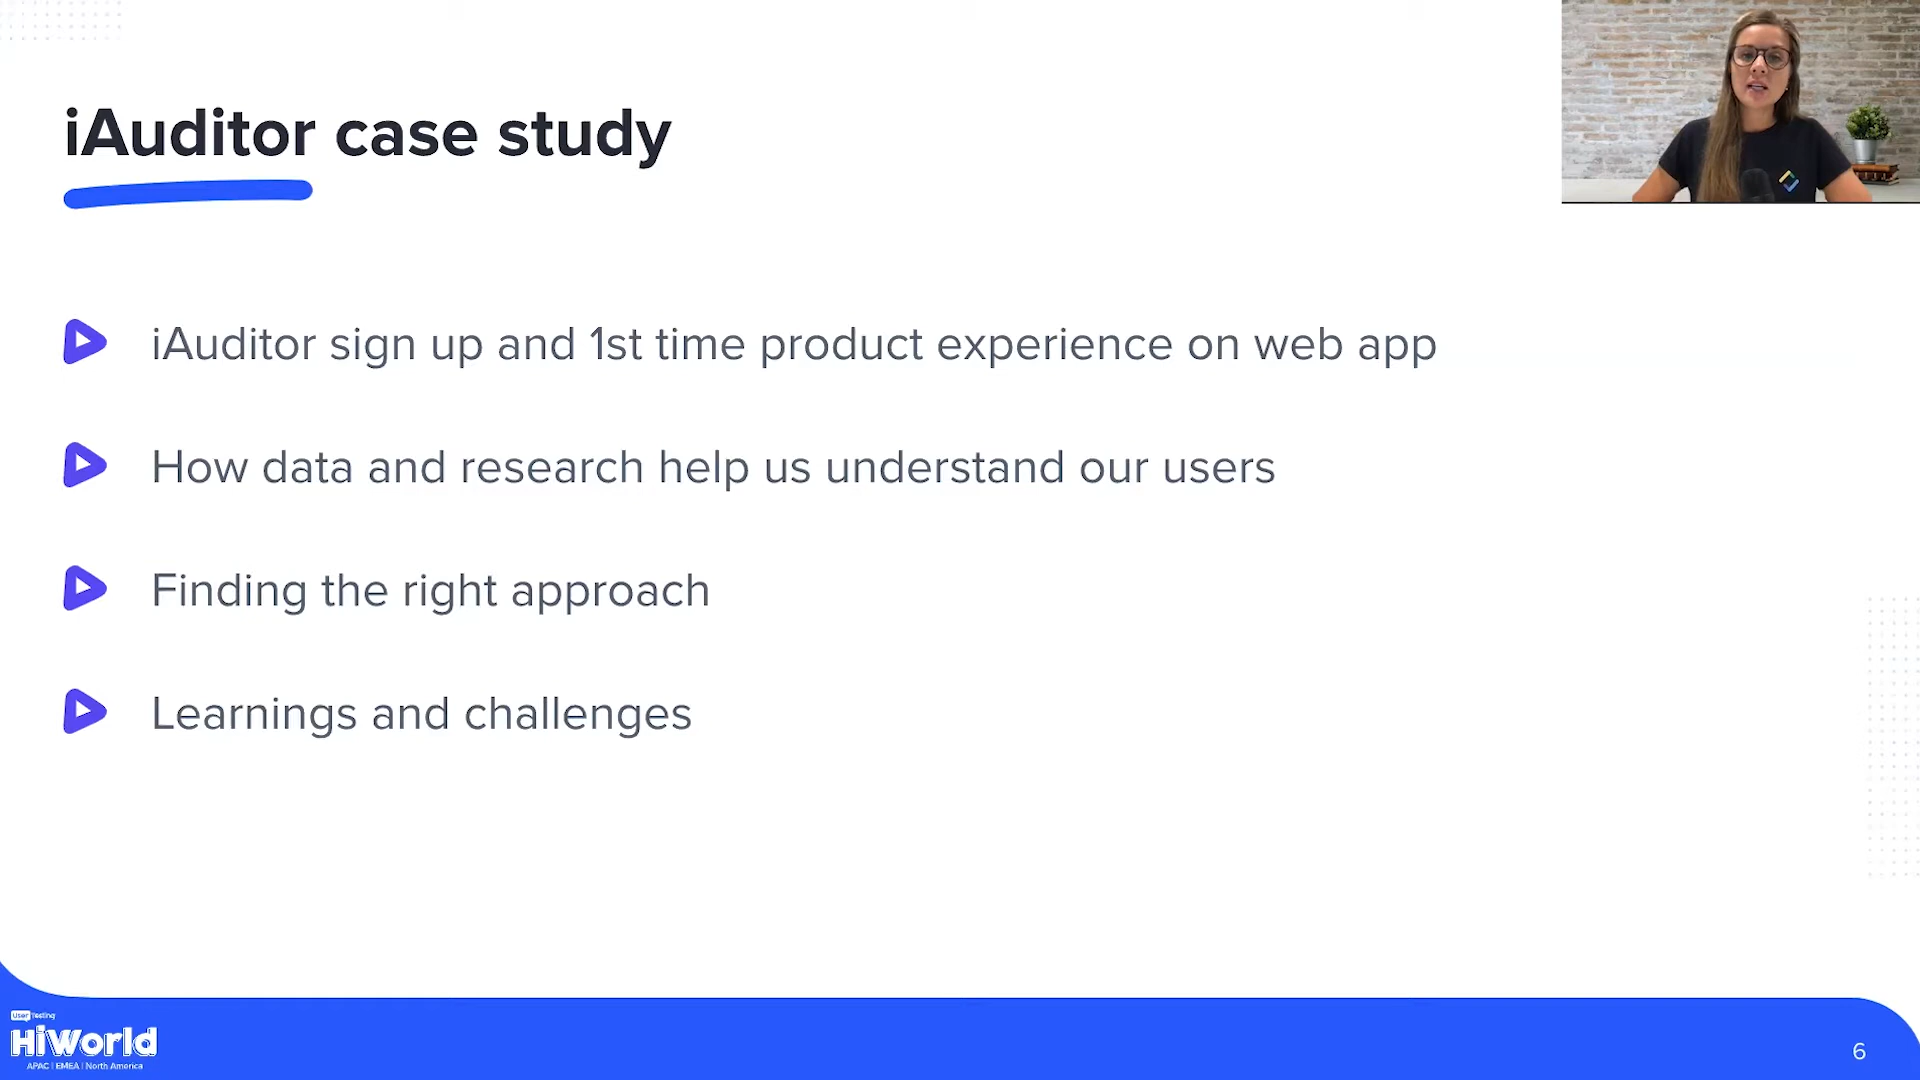 iAuditor case study
iAuditor sign up and 1st time product experience on web app
How data and research help us understand our users
Finding the right approach
Learnings and challenges
UserTesting
HiWorld
APAC | EMEA | North America
6